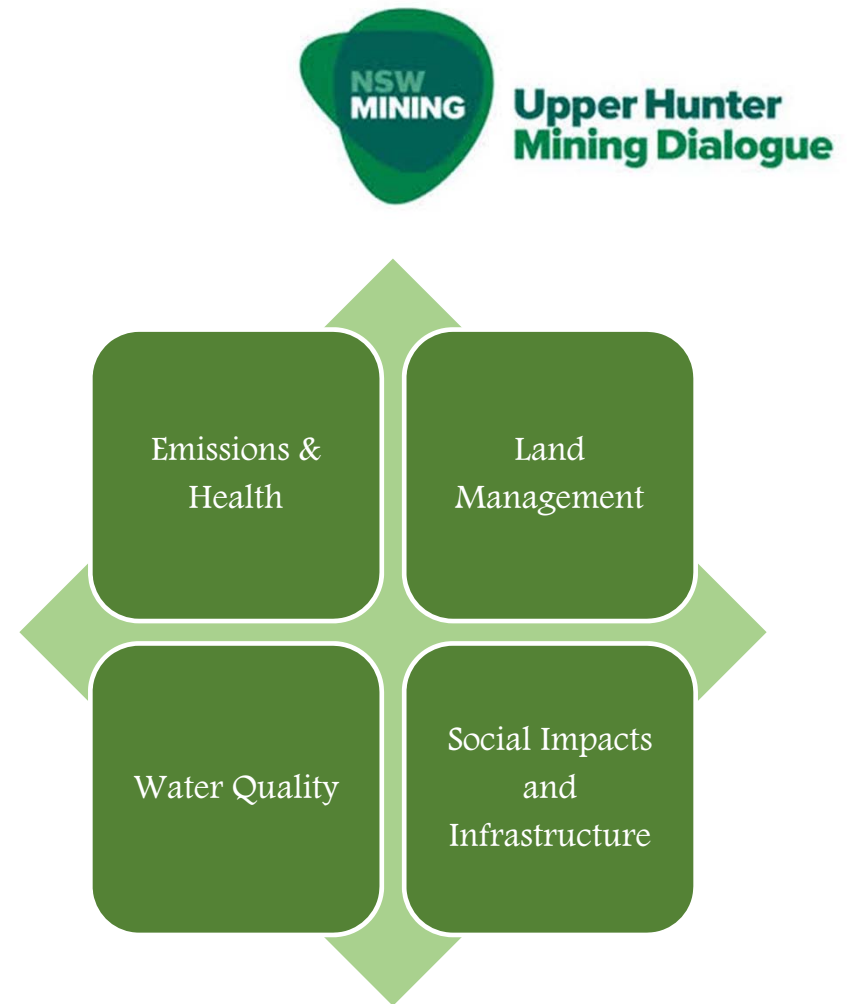 NSW
MINING
Upper Hunter
Mining Dialogue
Emissions &
Health
Land
Management
Water Quality
Social Impacts
and
Infrastructure